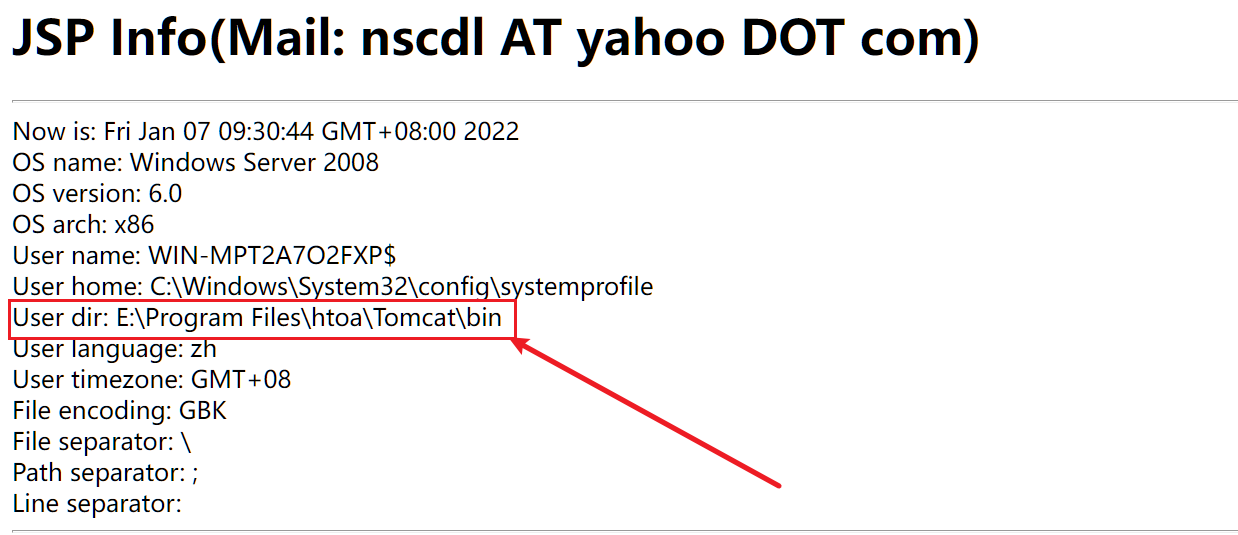 JSP Info(Mail: nscdl AT yahoo DOT com)
Now is: Fri Jan 07 09:30:44 GMT+08:00 2022
OS name: Windows Server 2008
OS version: 6.0
OS arch: x86
User name: WIN-MPT2A7O2FXP$
User home: C:\Windows\System32\config\systemprofile
User dir: E:\Program Files\htoa\Tomcat\bin
User language: zh
User timezone: GMT+08
File encoding: GBK
File separator: \
Path separator: ;
Line separator: